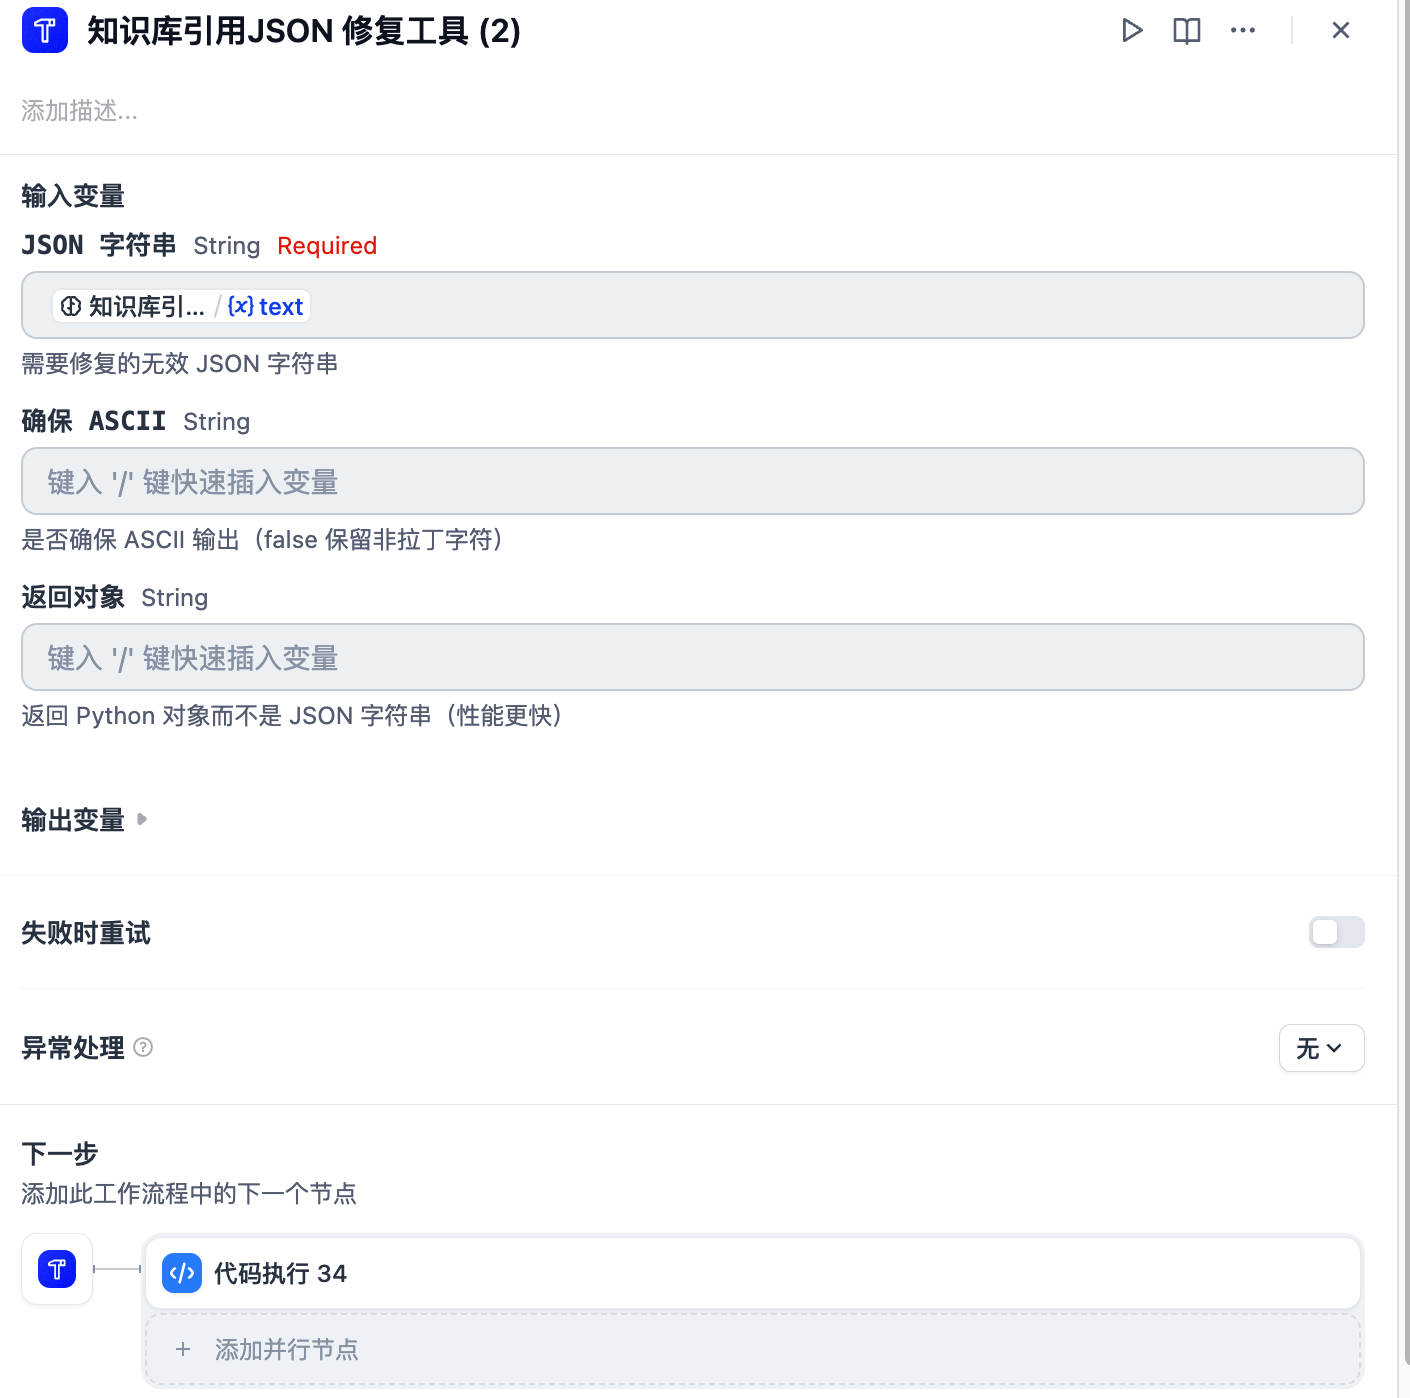 知识库引用JSON 修复工具 (2)
添加描述...
输入变量
JSON 字符串 String Required
知识库引... / {x} text
需要修复的无效 JSON 字符串
确保 ASCII String
键入 '/' 键快速插入变量
是否确保 ASCII 输出（false 保留非拉丁字符）
返回对象 String
键入 '/' 键快速插入变量
返回 Python 对象而不是 JSON 字符串（性能更快）
输出变量
失败时重试
异常处理
无
下一步
添加此工作流程中的下一个节点
代码执行 34
+ 添加并行节点